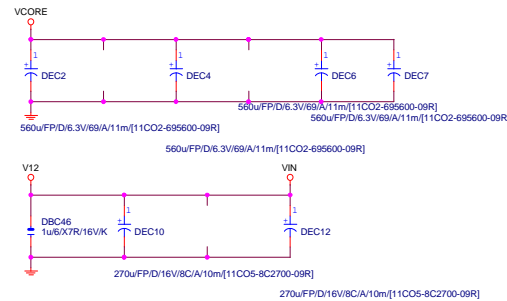 VCORE
1
1
1
1
+
+
+
+
DEC2
DEC4
DEC6
DEC7
560u/FP/D/6.3V/69/A/11m/[11CO2-695600-09R]
560u/FP/D/6.3V/69/A/11m/[11CO2-695600-09R]
560u/FP/D/6.3V/69/A/11m/[11CO2-695600-09R]
560u/FP/D/6.3V/69/A/11m/[11CO2-695600-09R]
V12
VIN
1
1
DBC46
1u/6/X7R/16V/K
+
+
DEC10
DEC12
270u/FP/D/16V/8C/A/10m/[11CO5-8C2700-09R]
270u/FP/D/16V/8C/A/10m/[11CO5-8C2700-09R]